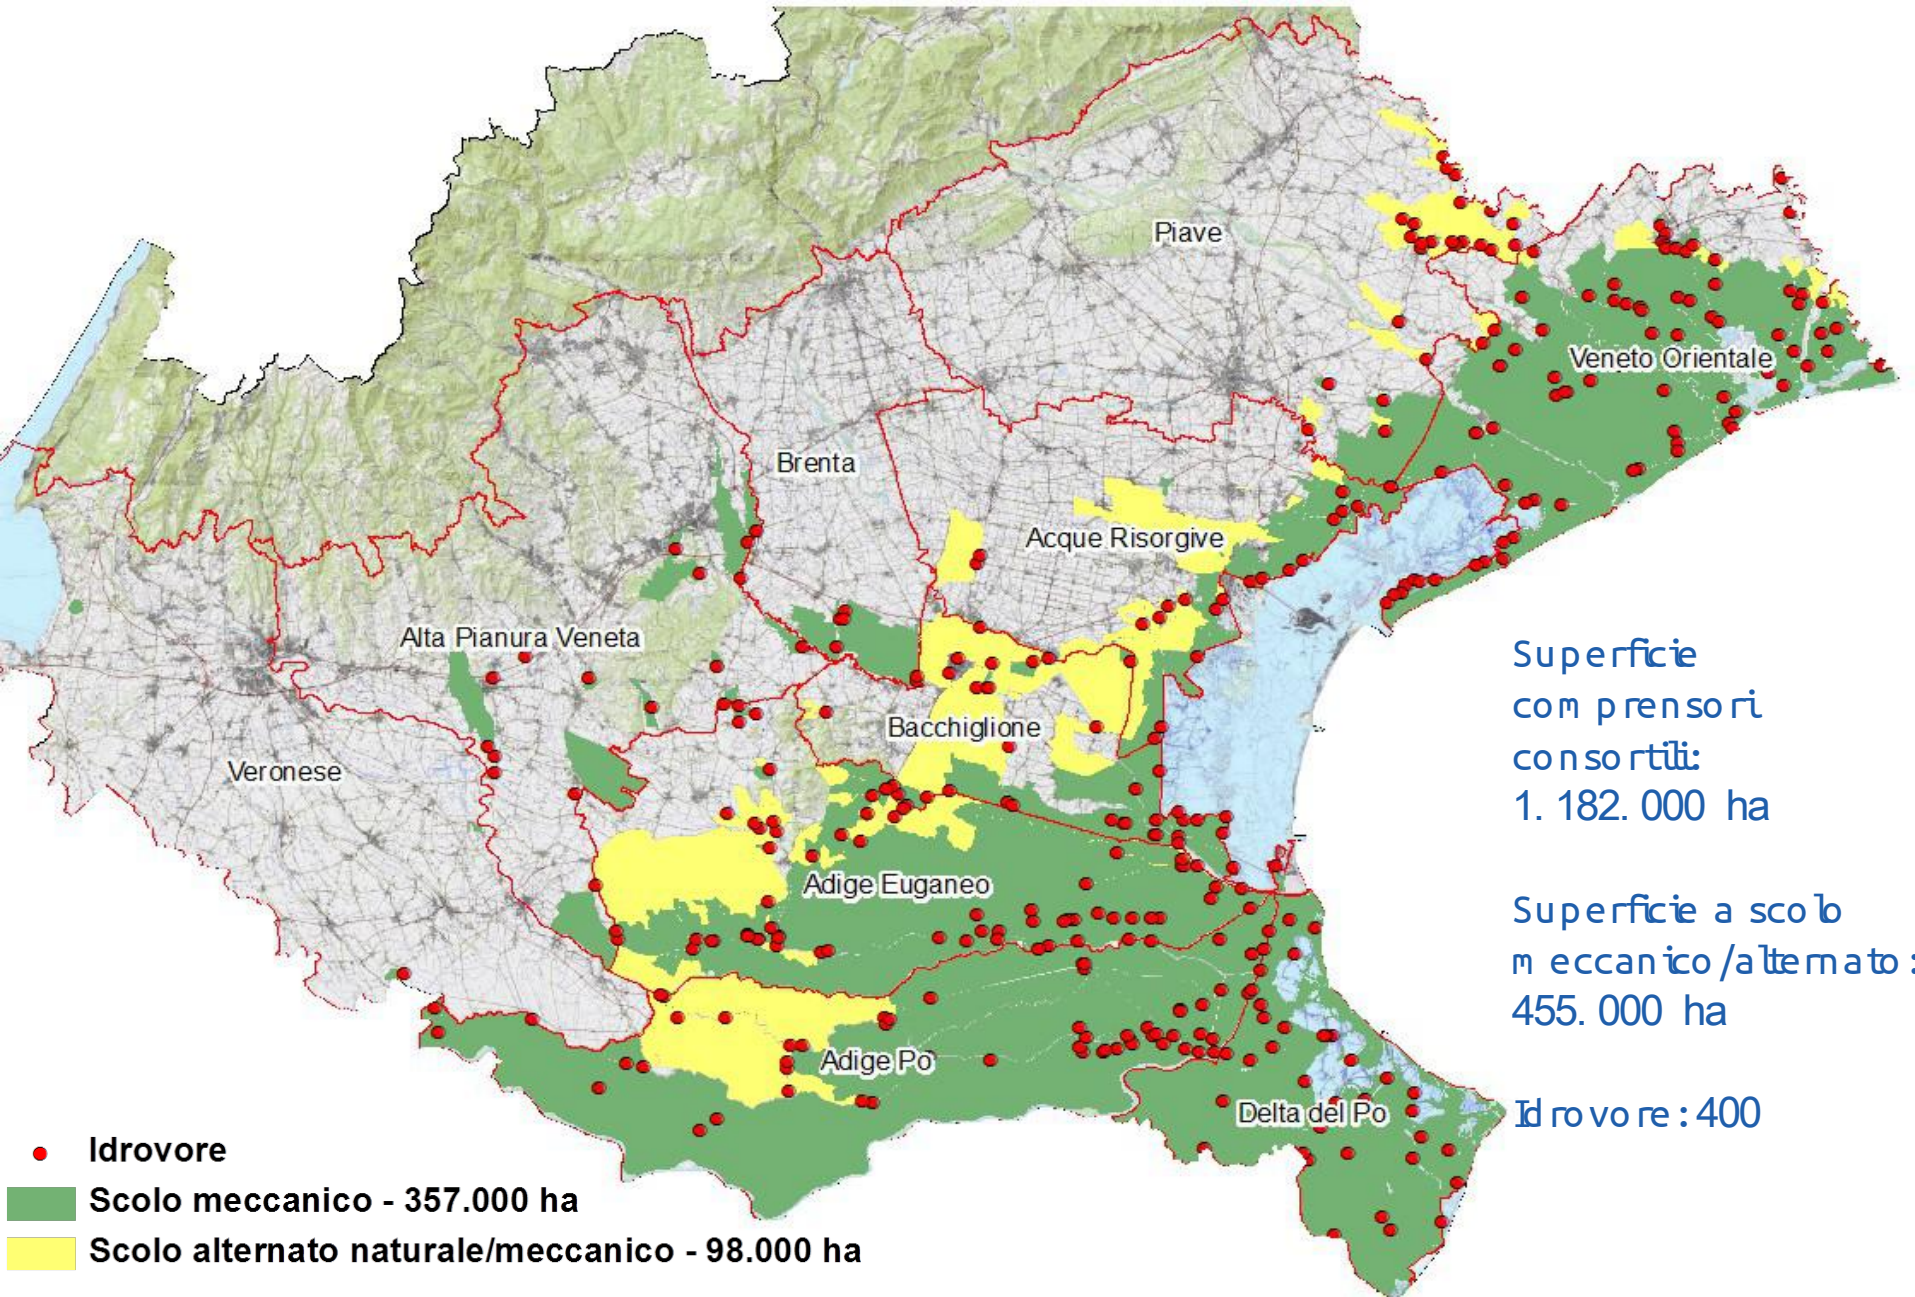 Piave
Veneto Orientale
Brenta
Acque Risorgive
Alta Pianura Veneta
Bacchiglione
Veronese
Adige Euganeo
Adige Po
Delta del Po
Superficie
comprensori
consortili:
1.182.000 ha
Superficie a scolo
meccanico/alternato:
455.000 ha
Idrovore: 400
Idrovore
Scolo meccanico - 357.000 ha
Scolo alternato naturale/meccanico - 98.000 ha